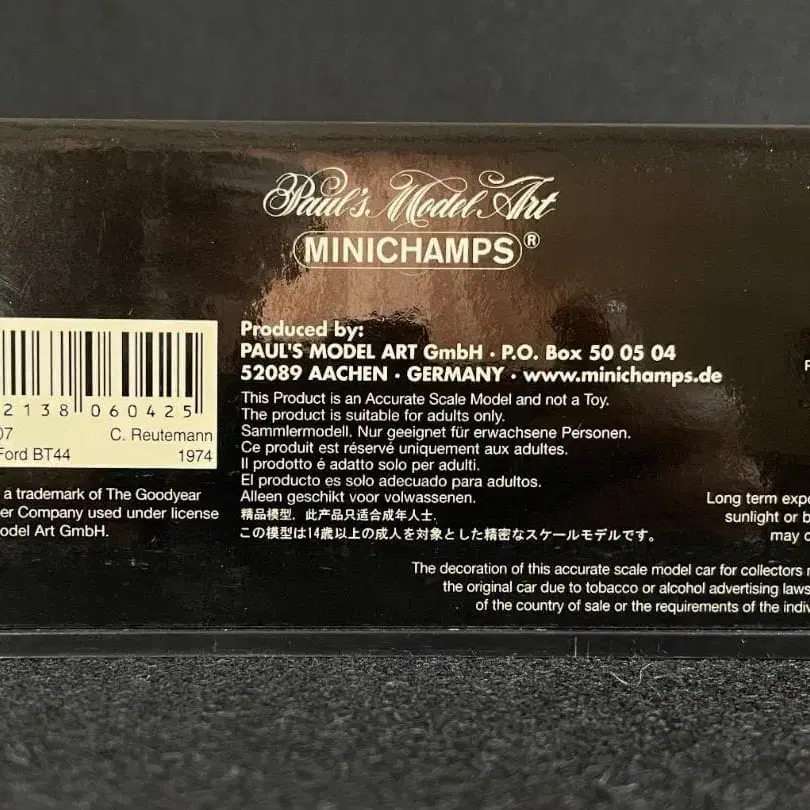 Paul's Model Art
MINICHAMPS®
2138 060425
07 C. Reutemann
Ford BT44 1974
a trademark of The Goodyear
er Company used under license
odel Art GmbH.
Produced by:
PAUL'S MODEL ART GmbH · P.O. Box 50 05 04
52089 AACHEN · GERMANY · www.minichamps.de
This Product is an Accurate Scale Model and not a Toy.
The product is suitable for adults only.
Sammlermodell. Nur geeignet für erwachsene Personen.
Ce produit est réservé uniquement aux adultes.
Il prodotto é adatto solo per adulti.
El producto es solo adecuado para adultos.
Alleen geschikt voor volwassenen.
精品模型，此产品只适合成年人士．
この模型は14歳以上の成人を対象とした精密なスケールモデルです。
Long term expo
sunlight or b
may c
The decoration of this accurate scale model car for collectors
the original car due to tobacco or alcohol advertising laws
of the country of sale or the requirements of the indiv